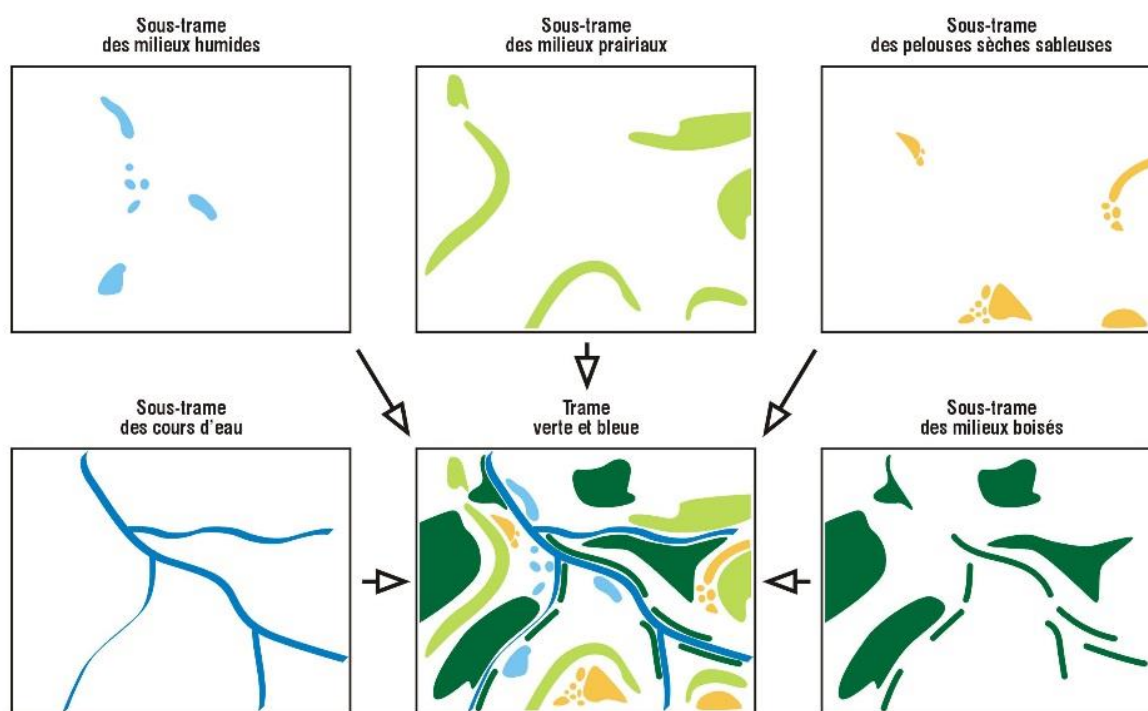 Sous-trame
des milieux humides
Sous-trame
des milieux prairiaux
Sous-trame
des pelouses sèches sableuses
Sous-trame
des cours d'eau
Trame
verte et bleue
Sous-trame
des milieux boisés